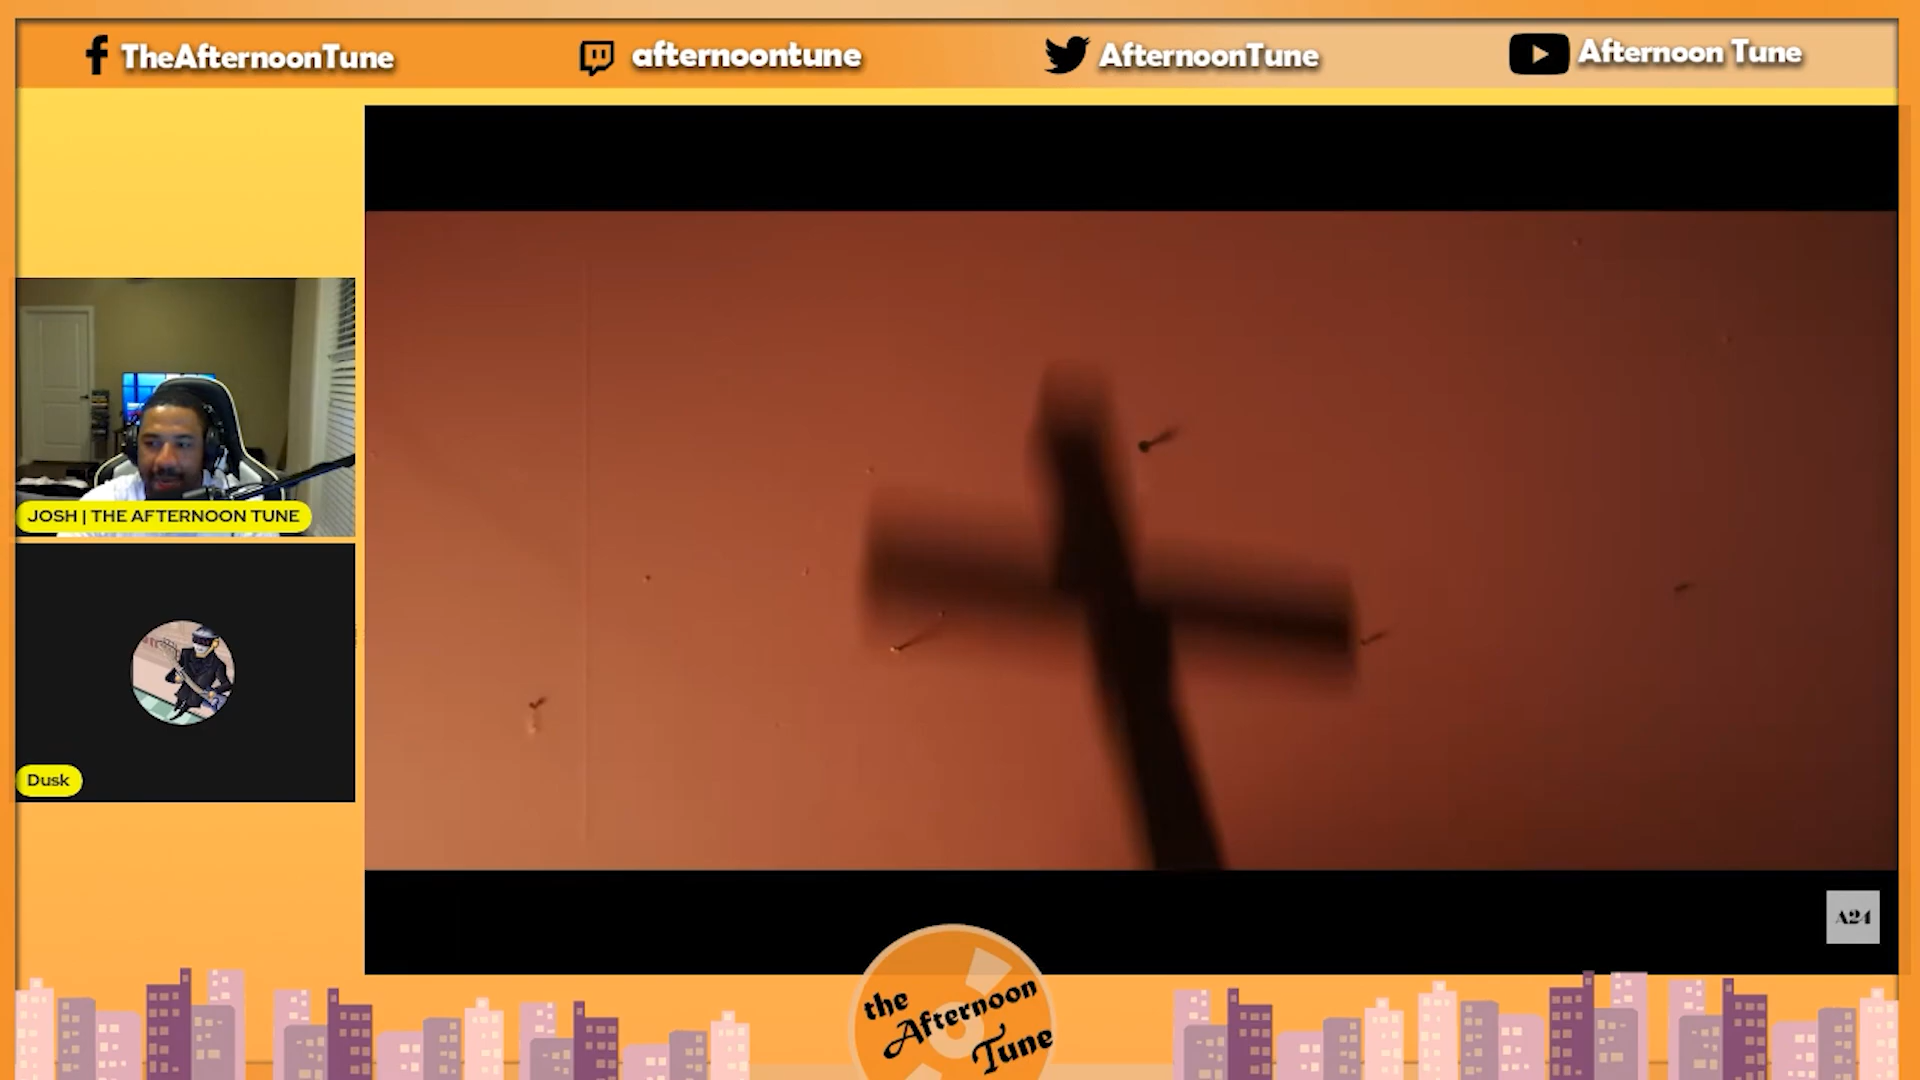 TheAfternoonTune
afternoontune
AfternoonTune
Afternoon Tune
JOSH | THE AFTERNOON TUNE
Dusk
A24
the
Afternoon
Tune